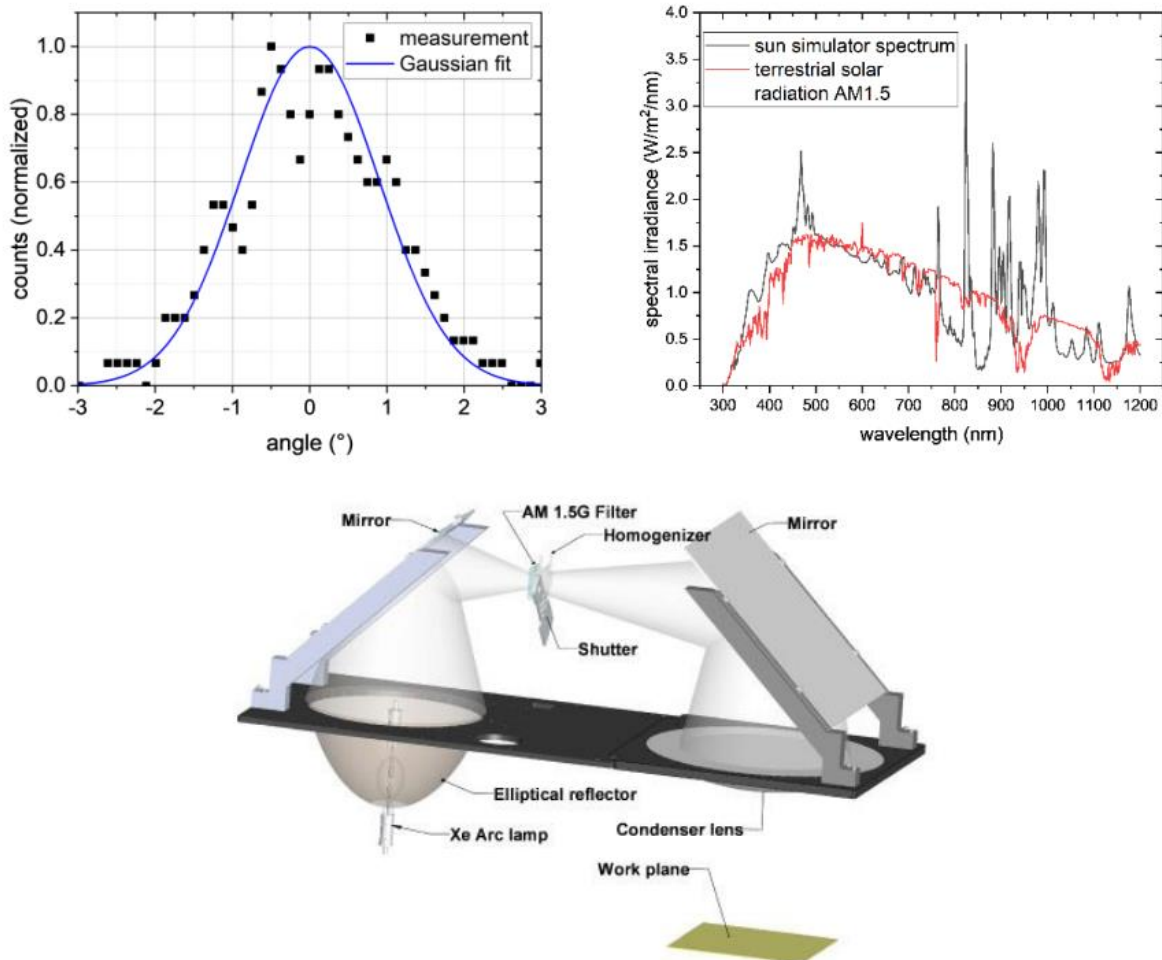 measurement
Gaussian fit
counts (normalized)
1.0
0.8
0.6
0.4
0.2
0.0
-3
-2
-1
0
1
2
3
angle (°)
sun simulator spectrum
terrestrial solar
radiation AM1.5
spectral irradiance (W/m²/nm)
4.0
3.5
3.0
2.5
2.0
1.5
1.0
0.5
0.0
300 400 500 600 700 800 900 1000 1100 1200
wavelength (nm)
AM 1.5G Filter
Mirror
Homogenizer
Mirror
Shutter
Elliptical reflector
Xe Arc lamp
Condenser lens
Work plane